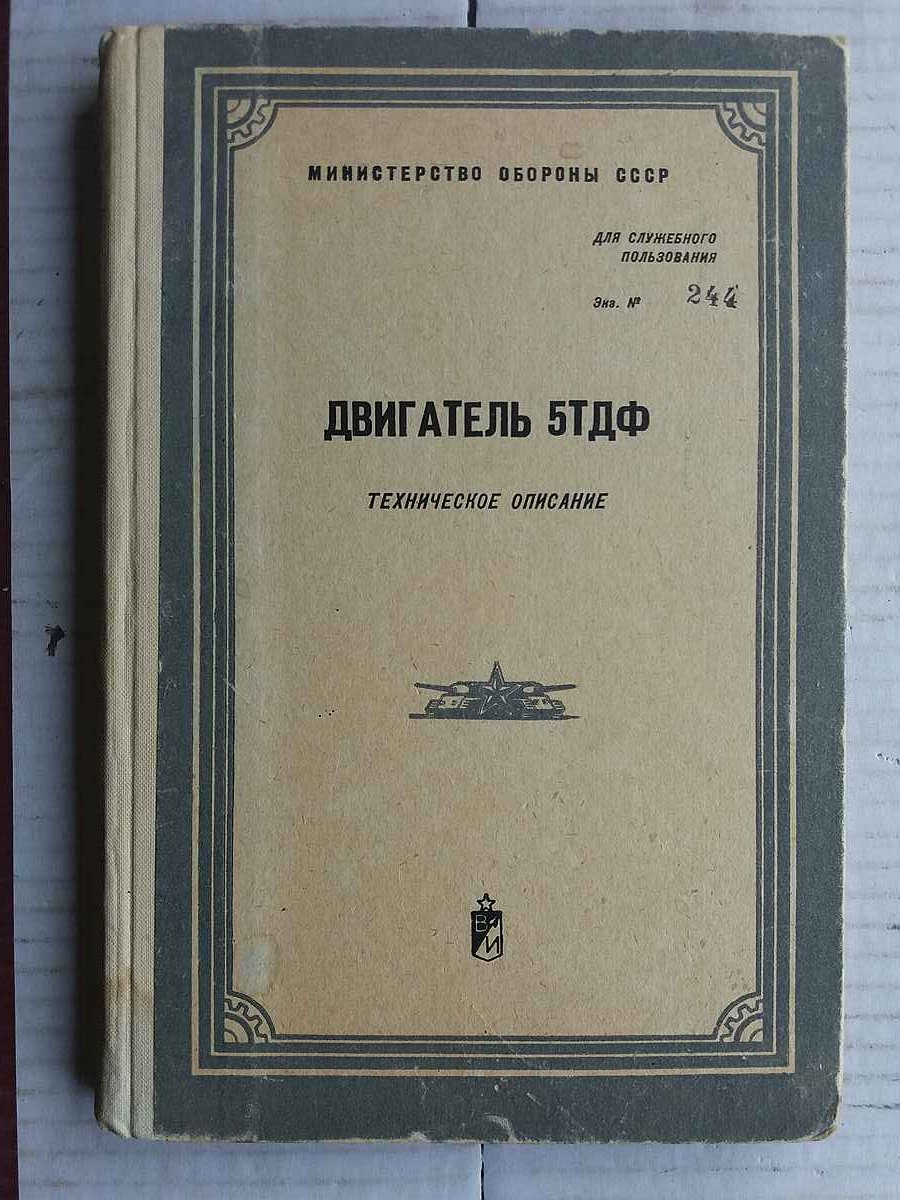 МИНИСТЕРСТВО ОБОРОНЫ СССР
ДЛЯ СЛУЖЕБНОГО
ПОЛЬЗОВАНИЯ
Экз. № 244
ДВИГАТЕЛЬ 5ТДФ
ТЕХНИЧЕСКОЕ ОПИСАНИЕ
В
И